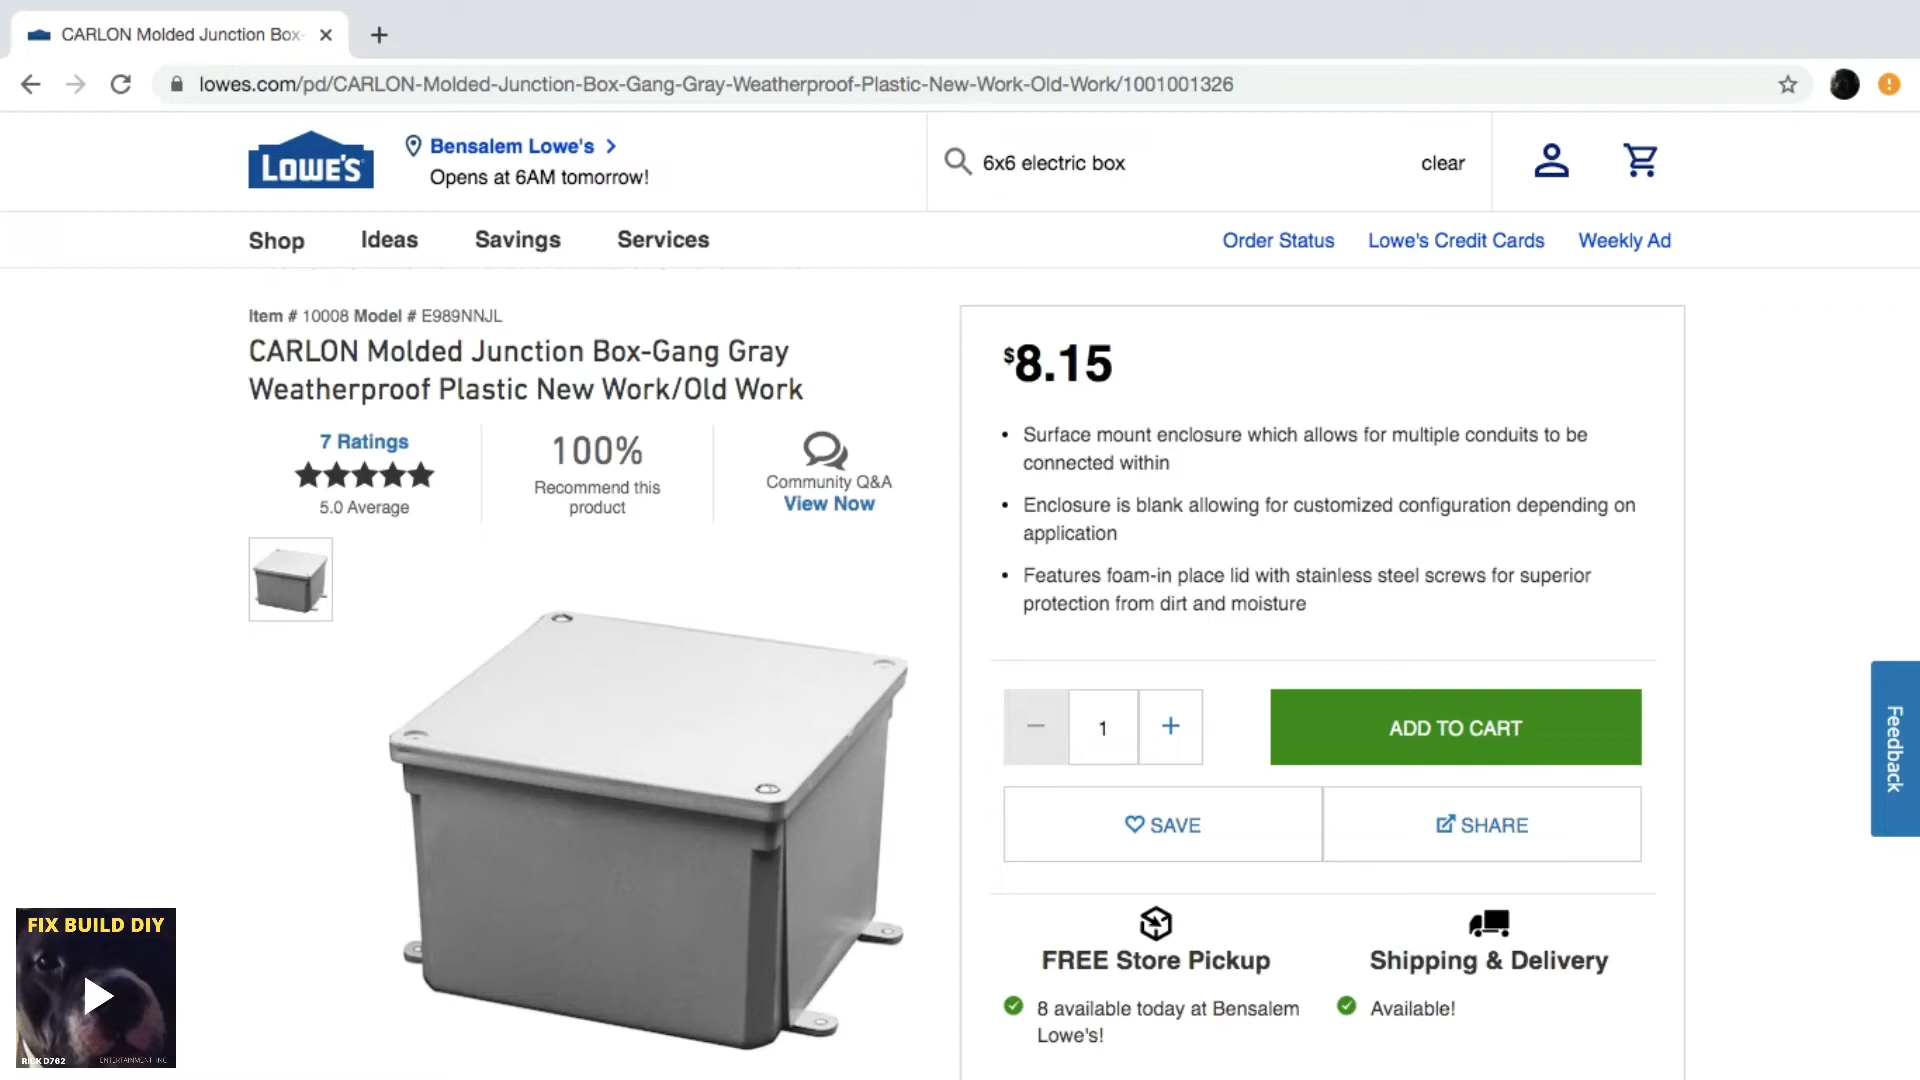 CARLON Molded Junction Box-
lowes.com/pd/CARLON-Molded-Junction-Box-Gang-Gray-Weatherproof-Plastic-New-Work-Old-Work/1001001326
LOWE'S
Bensalem Lowe's
Opens at 6AM tomorrow!
6x6 electric box
clear
Shop
Ideas
Savings
Services
Order Status
Lowe's Credit Cards
Weekly Ad
Item # 10008 Model # E989NNJL
CARLON Molded Junction Box-Gang Gray
Weatherproof Plastic New Work/Old Work
7 Ratings
5.0 Average
100%
Recommend this
product
Community Q&A
View Now
$8.15
• Surface mount enclosure which allows for multiple conduits to be
connected within
• Enclosure is blank allowing for customized configuration depending on
application
• Features foam-in place lid with stainless steel screws for superior
protection from dirt and moisture
1
ADD TO CART
SAVE
SHARE
FREE Store Pickup
8 available today at Bensalem
Lowe's!
Shipping & Delivery
Available!
Feedback
FIX BUILD DIY
RICK D762
ENTERTAINMENT INC